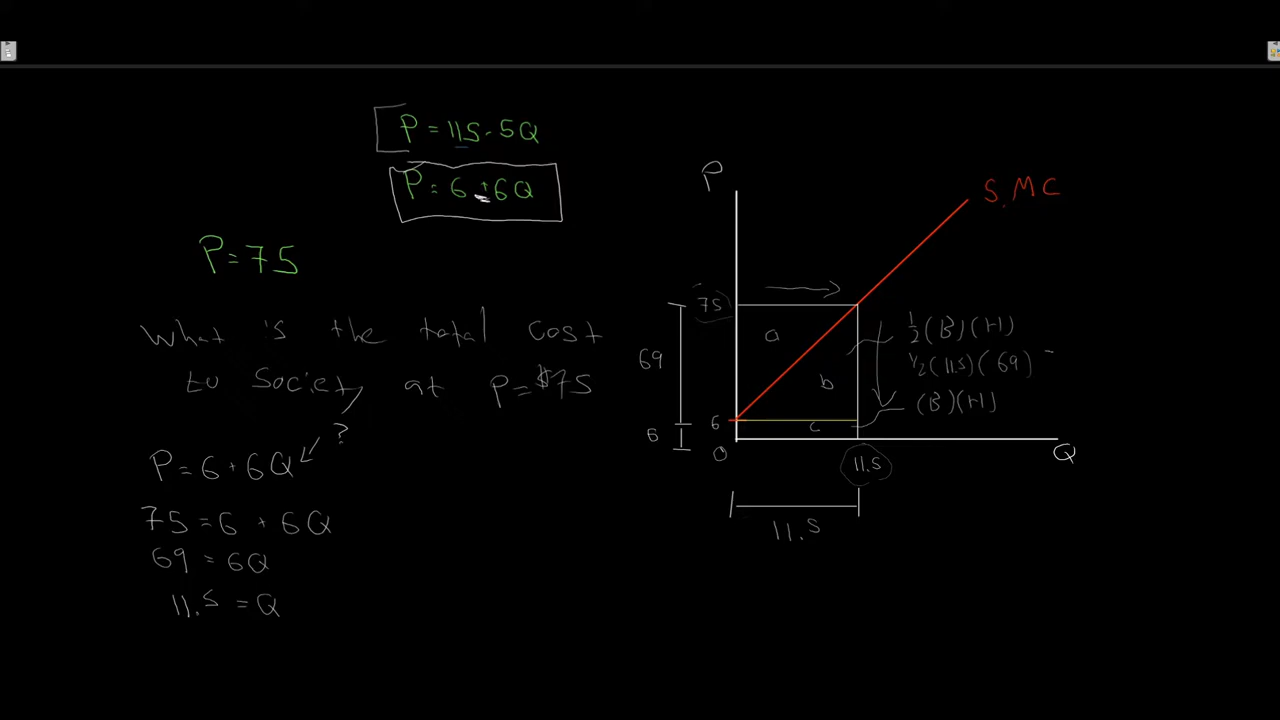 P = 115 - 5Q
P = 6 + 6Q
P = 75
What is the total cost
to Society at P = $75
?
P = 6 + 6Q
75 = 6 + 6Q
69 = 6Q
11.5 = Q
P
S, MC
75
a
½(B)(H)
69
½(11.5)(69)
b
(B)(H)
6
c
6
0
11.5
Q
11.5